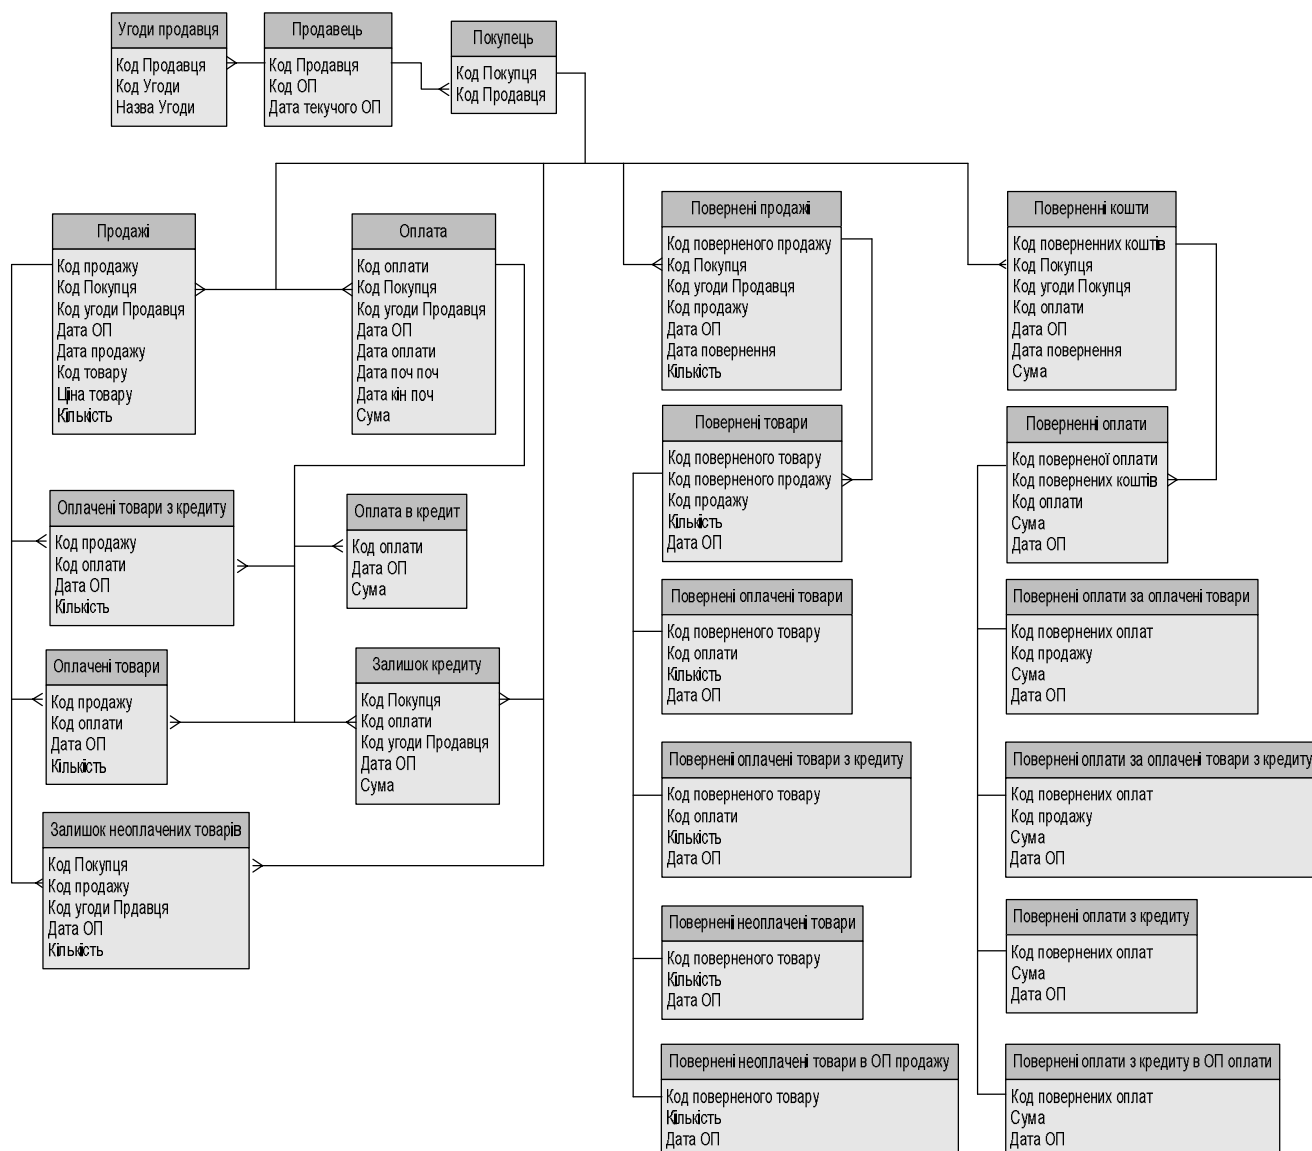 Угоди продавця
Код Продавця
Код Угоди
Назва Угоди
Продавець
Код Продавця
Код ОП
Дата текучого ОП
Покупець
Код Покупця
Код Продавця
Продажі
Код продажу
Код Покупця
Код угоди Продавця
Дата ОП
Дата продажу
Код товару
Ціна товару
Кількість
Оплата
Код оплати
Код Покупця
Код угоди Продавця
Дата ОП
Дата оплати
Дата поч поч
Дата кін поч
Сума
Повернені продажі
Код поверненого продажу
Код Покупця
Код угоди Продавця
Код продажу
Дата ОП
Дата повернення
Кількість
Поверненні кошти
Код поверненних коштів
Код Покупця
Код угоди Покупця
Код оплати
Дата ОП
Дата повернення
Сума
Повернені товари
Код поверненого товару
Код поверненого продажу
Код продажу
Кількість
Дата ОП
Поверненні оплати
Код поверненої оплати
Код повернених коштів
Код оплати
Сума
Дата ОП
Оплачені товари з кредиту
Код продажу
Код оплати
Дата ОП
Кількість
Оплата в кредит
Код оплати
Дата ОП
Сума
Повернені оплачені товари
Код поверненого товару
Код оплати
Кількість
Дата ОП
Повернені оплати за оплачені товари
Код повернених оплат
Код продажу
Сума
Дата ОП
Оплачені товари
Код продажу
Код оплати
Дата ОП
Кількість
Залишок кредиту
Код Покупця
Код оплати
Код угоди Продавця
Дата ОП
Сума
Повернені оплачені товари з кредиту
Код поверненого товару
Код оплати
Кількість
Дата ОП
Повернені оплати за оплачені товари з кредиту
Код повернених оплат
Код продажу
Сума
Дата ОП
Залишок неоплачених товарів
Код Покупця
Код продажу
Код угоди Прдавця
Дата ОП
Кількість
Повернені неоплачені товари
Код поверненого товару
Кількість
Дата ОП
Повернені оплати з кредиту
Код повернених оплат
Сума
Дата ОП
Повернені неоплачені товари в ОП продажу
Код поверненого товару
Кількість
Дата ОП
Повернені оплати з кредиту в ОП оплати
Код повернених оплат
Сума
Дата ОП